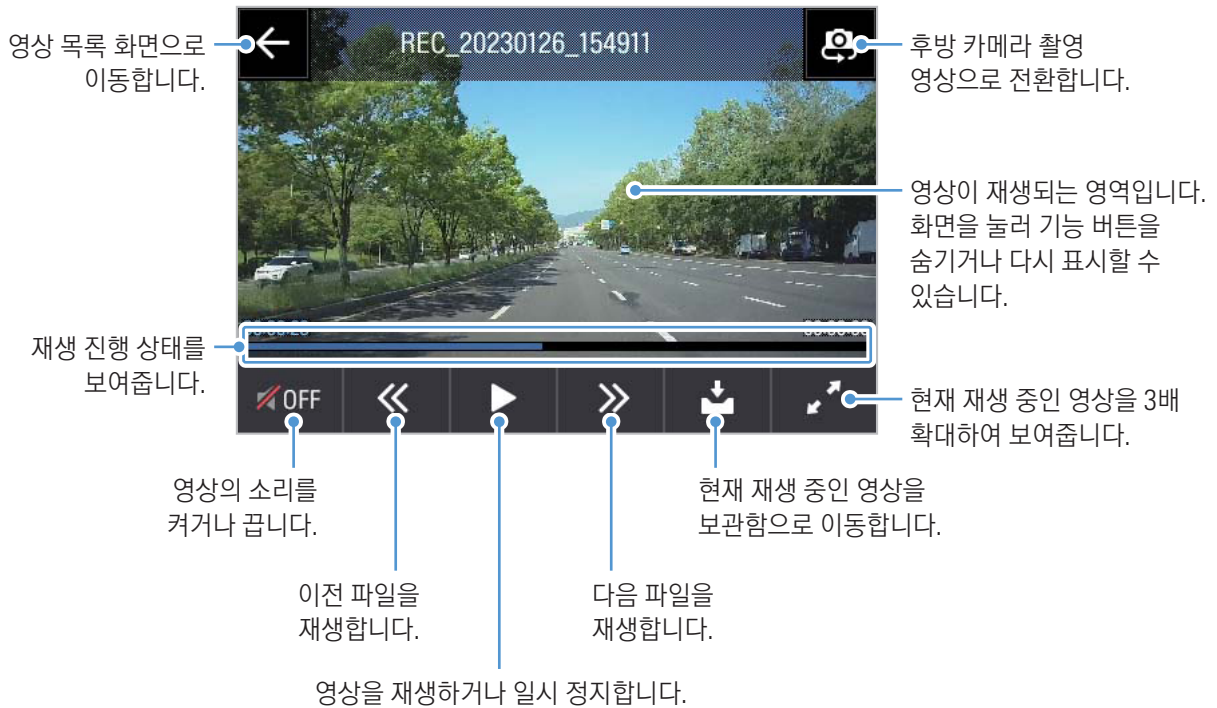 영상 목록 화면으로
이동합니다.
REC_20230126_154911
후방 카메라 촬영
영상으로 전환합니다.
영상이 재생되는 영역입니다.
화면을 눌러 기능 버튼을
숨기거나 다시 표시할 수
있습니다.
재생 진행 상태를
보여줍니다.
OFF
현재 재생 중인 영상을 3배
확대하여 보여줍니다.
영상의 소리를
켜거나 끕니다.
현재 재생 중인 영상을
보관함으로 이동합니다.
이전 파일을
재생합니다.
다음 파일을
재생합니다.
영상을 재생하거나 일시 정지합니다.